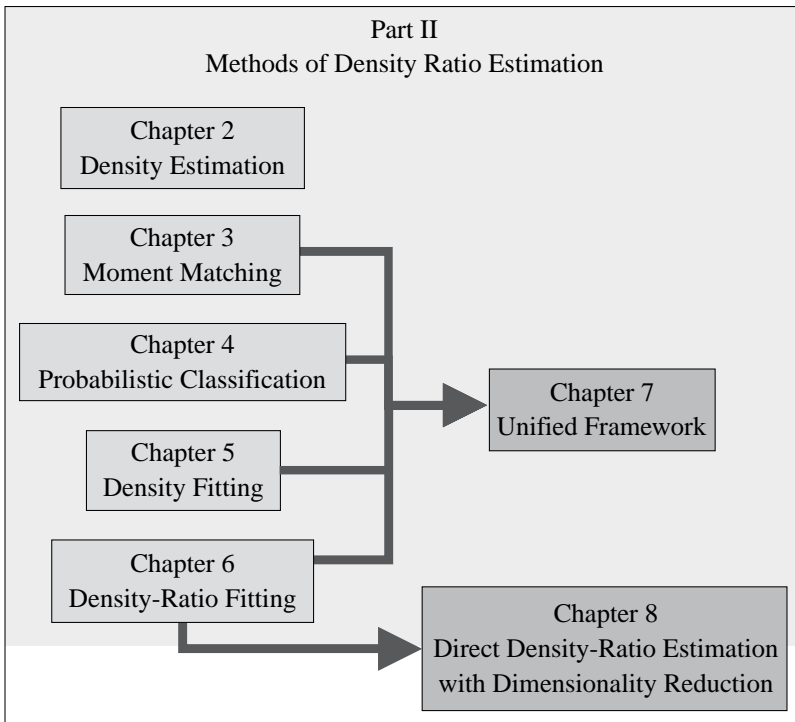 Part II
Methods of Density Ratio Estimation
Chapter 2
Density Estimation
Chapter 3
Moment Matching
Chapter 4
Probabilistic Classification
Chapter 5
Density Fitting
Chapter 6
Density-Ratio Fitting
Chapter 7
Unified Framework
Chapter 8
Direct Density-Ratio Estimation
with Dimensionality Reduction